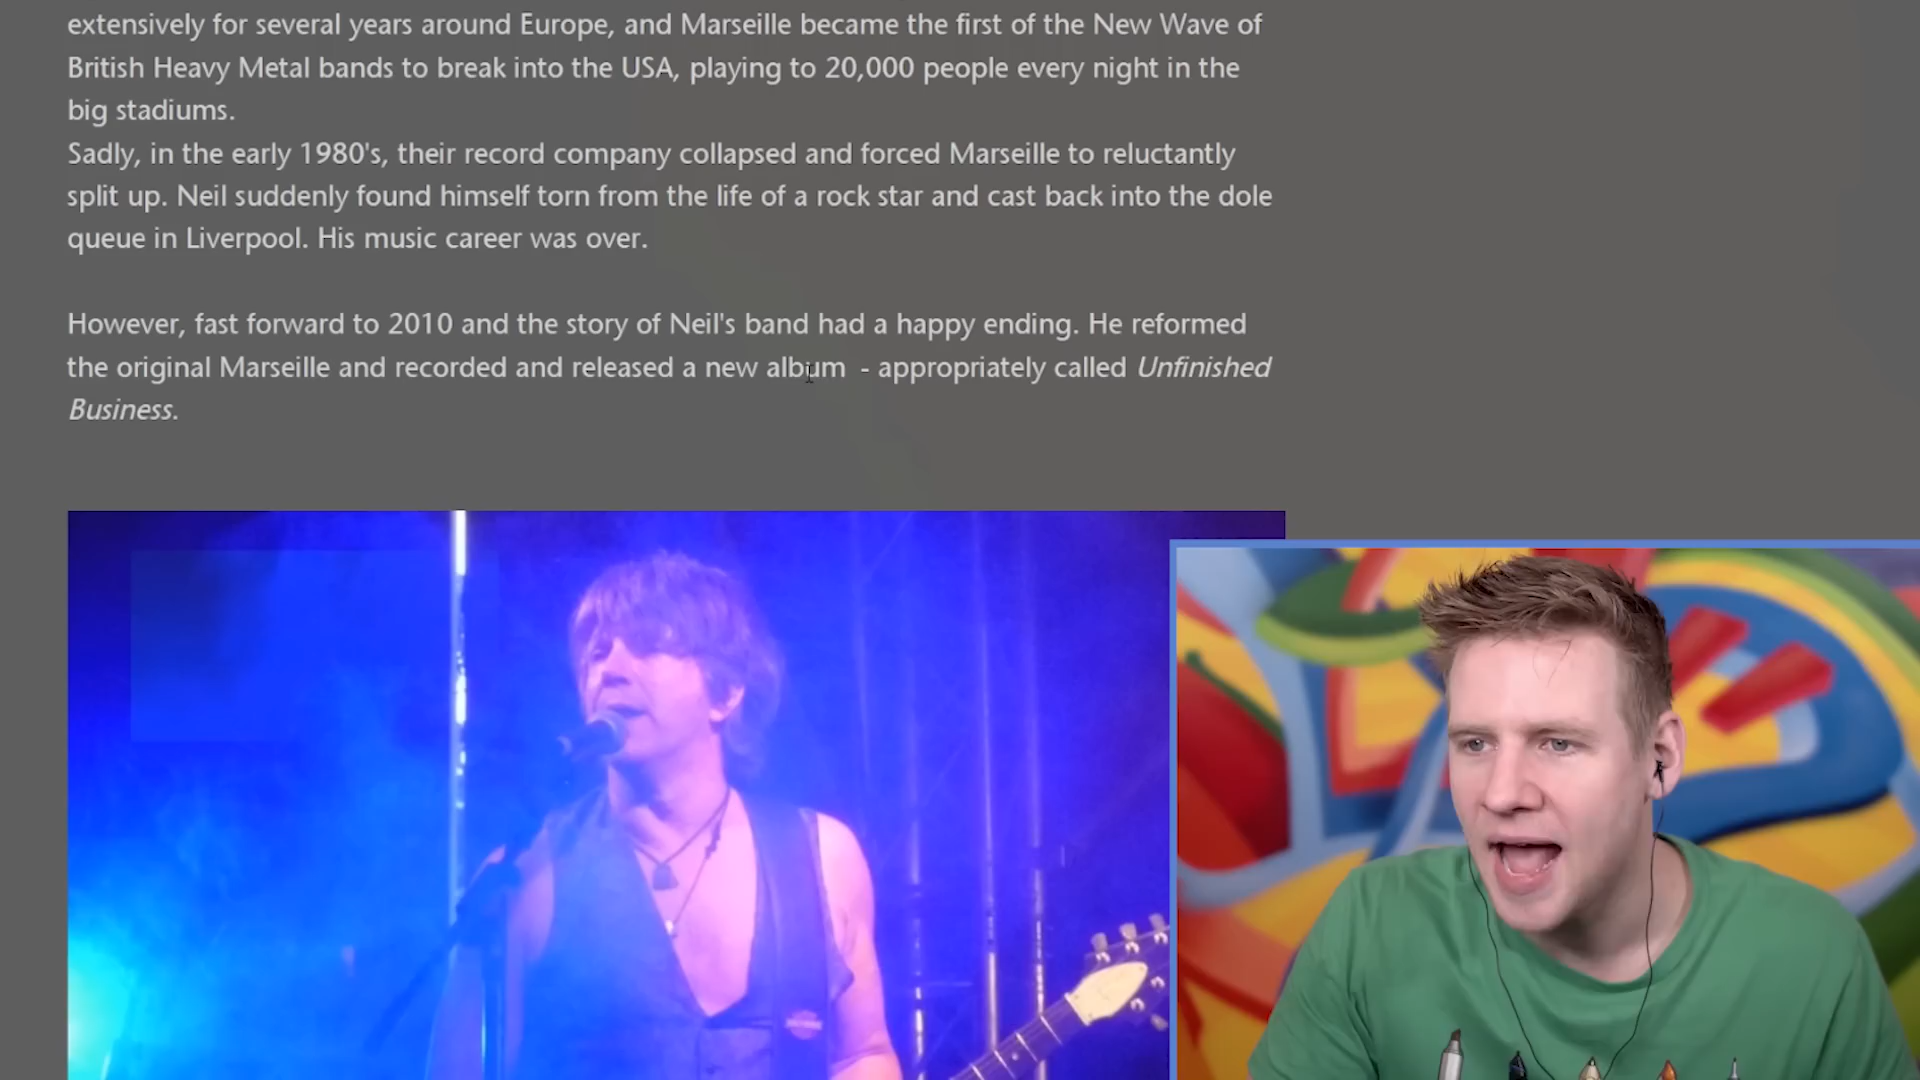 extensively for several years around Europe, and Marseille became the first of the New Wave of
British Heavy Metal bands to break into the USA, playing to 20,000 people every night in the
big stadiums.
Sadly, in the early 1980's, their record company collapsed and forced Marseille to reluctantly
split up. Neil suddenly found himself torn from the life of a rock star and cast back into the dole
queue in Liverpool. His music career was over.
However, fast forward to 2010 and the story of Neil's band had a happy ending. He reformed
the original Marseille and recorded and released a new album - appropriately called Unfinished
Business.